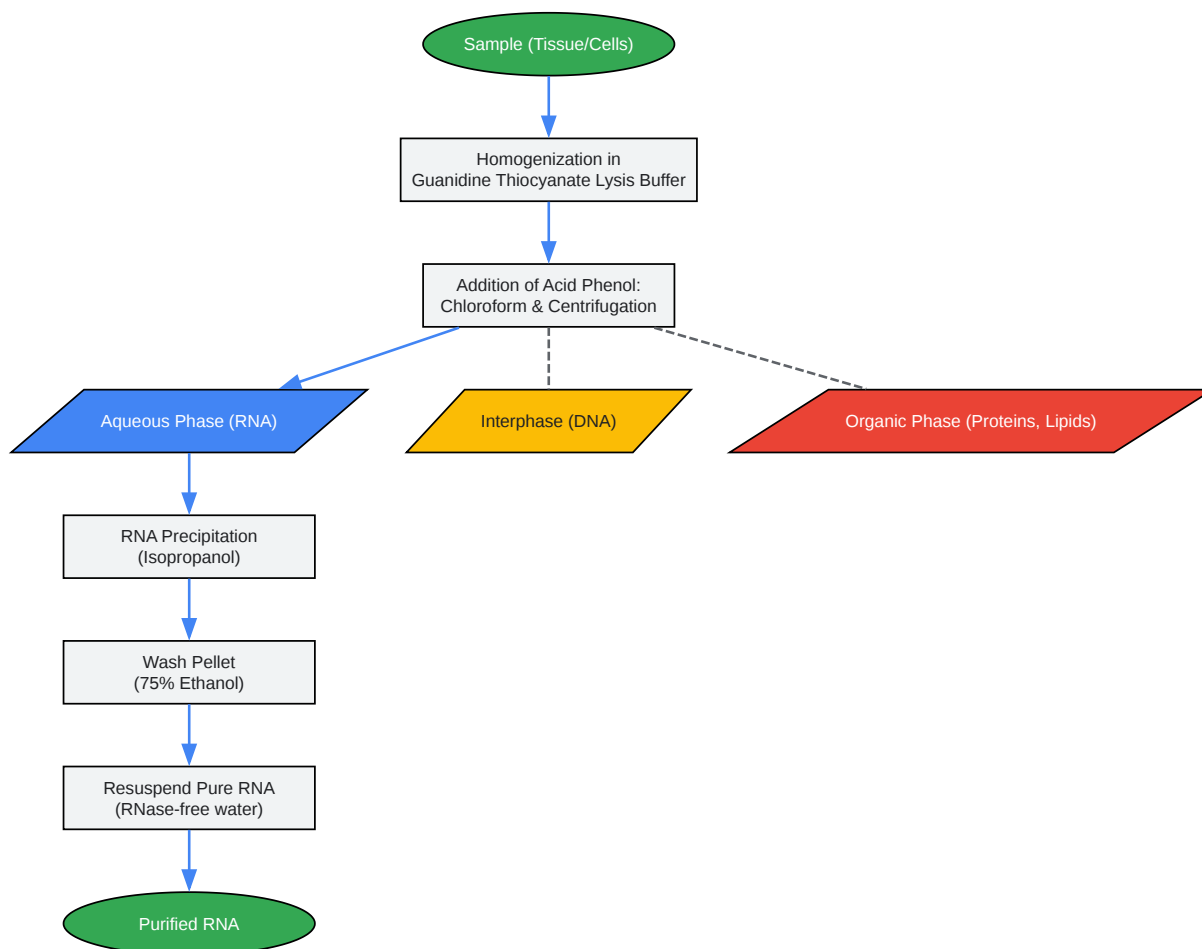 Sample (Tissue/Cells)
Homogenization in
Guanidine Thiocyanate Lysis Buffer
Addition of Acid Phenol:
Chloroform & Centrifugation
Aqueous Phase (RNA)
Interphase (DNA)
Organic Phase (Proteins, Lipids)
RNA Precipitation
(Isopropanol)
Wash Pellet
(75% Ethanol)
Resuspend Pure RNA
(RNase-free water)
Purified RNA